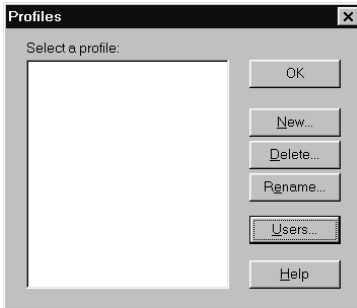 Profiles
Select a profile:
OK
New...
Delete...
Rename...
Users...
Help